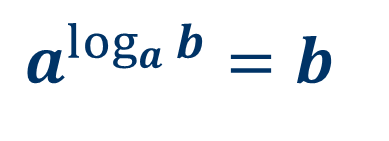 a^{log_a b} = b